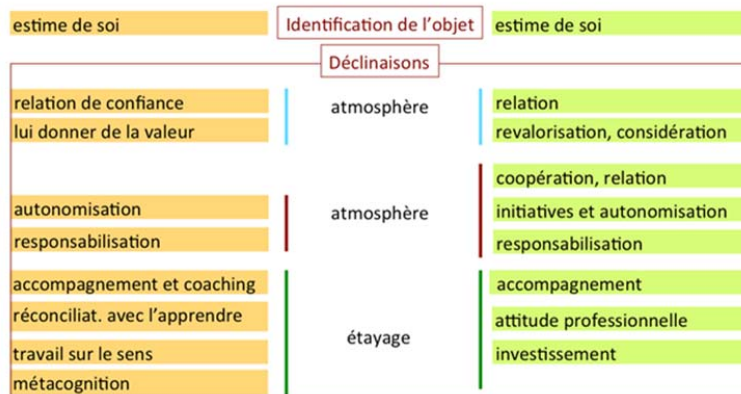 estime de soi Identification de l'objet estime de soi
Déclinaisons
relation de confiance atmosphère relation
lui donner de la valeur revalorisation, considération
coopération, relation
autonomisation atmosphère initiatives et autonomisation
responsabilisation responsabilisation
accompagnement et coaching accompagnement
réconciliat. avec l'apprendre attitude professionnelle
étayage
travail sur le sens investissement
métacognition